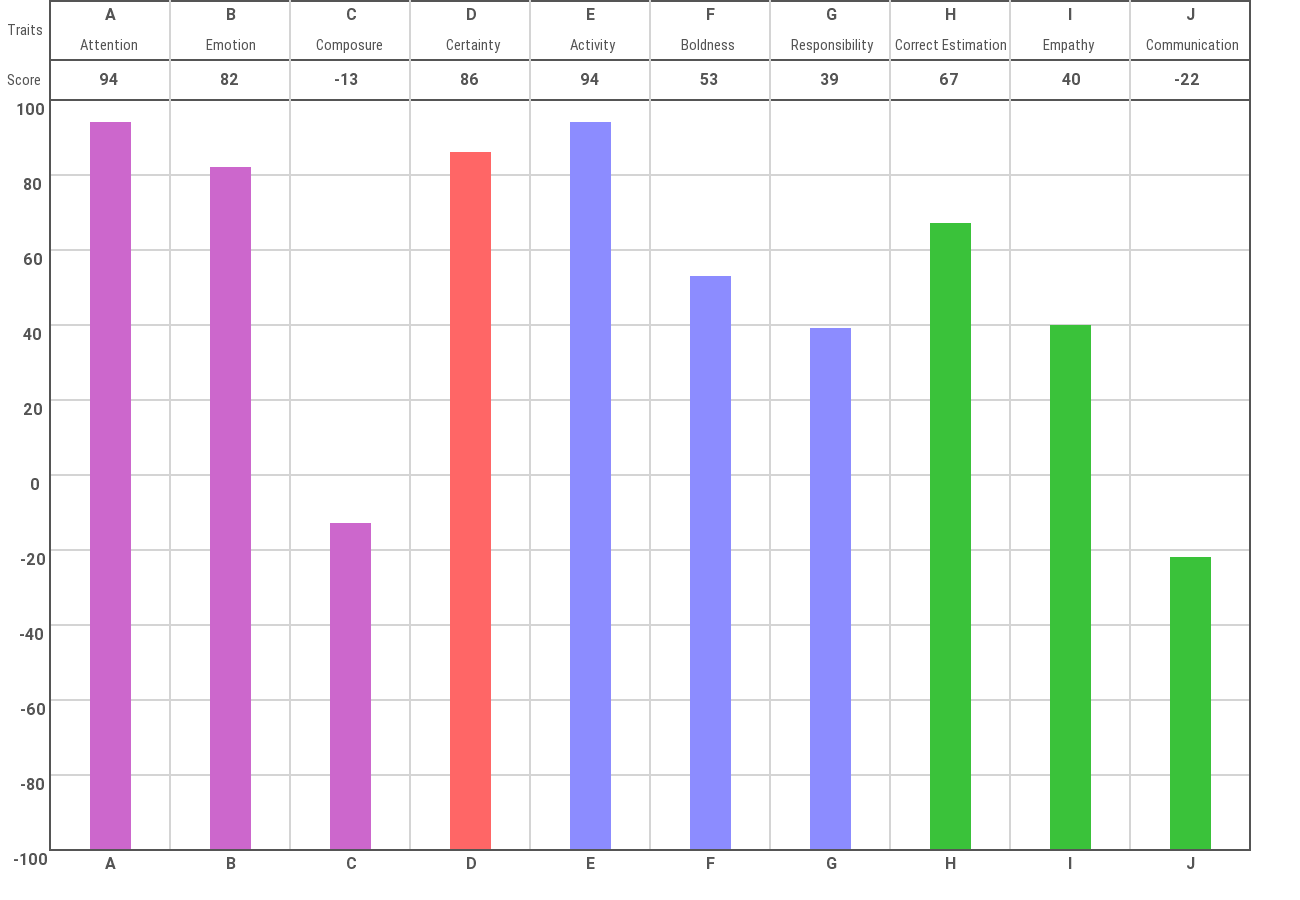 A B C D E F G H I J
Traits
Attention Emotion Composure Certainty Activity Boldness Responsibility Correct Estimation Empathy Communication
Score 94 82 -13 86 94 53 39 67 40 -22
100
80
60
40
20
0
-20
-40
-60
-80
-100
A B C D E F G H I J